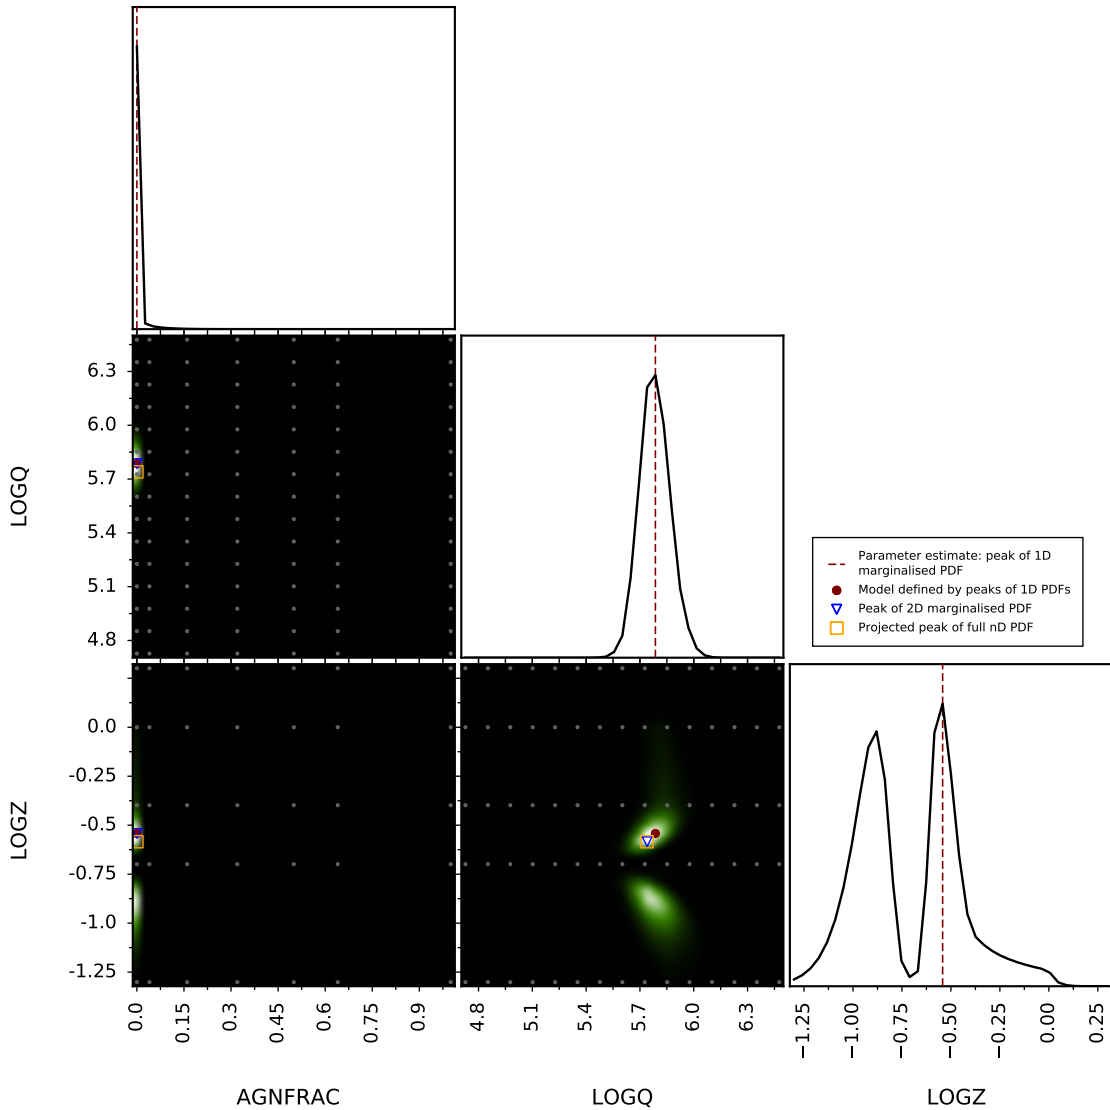 6.3
6.0
5.7
5.4
5.1
4.8
LOGQ
Parameter estimate: peak of 1D
marginalised PDF
Model defined by peaks of 1D PDFs
Peak of 2D marginalised PDF
Projected peak of full nD PDF
0.0
-0.25
-0.5
-0.75
-1.0
-1.25
LOGZ
0.0 0.15 0.3 0.45 0.6 0.75 0.9
4.8 5.1 5.4 5.7 6.0 6.3
−1.25 −1.00 −0.75 −0.50 −0.25 0.00 0.25
AGNFRAC LOGQ LOGZ